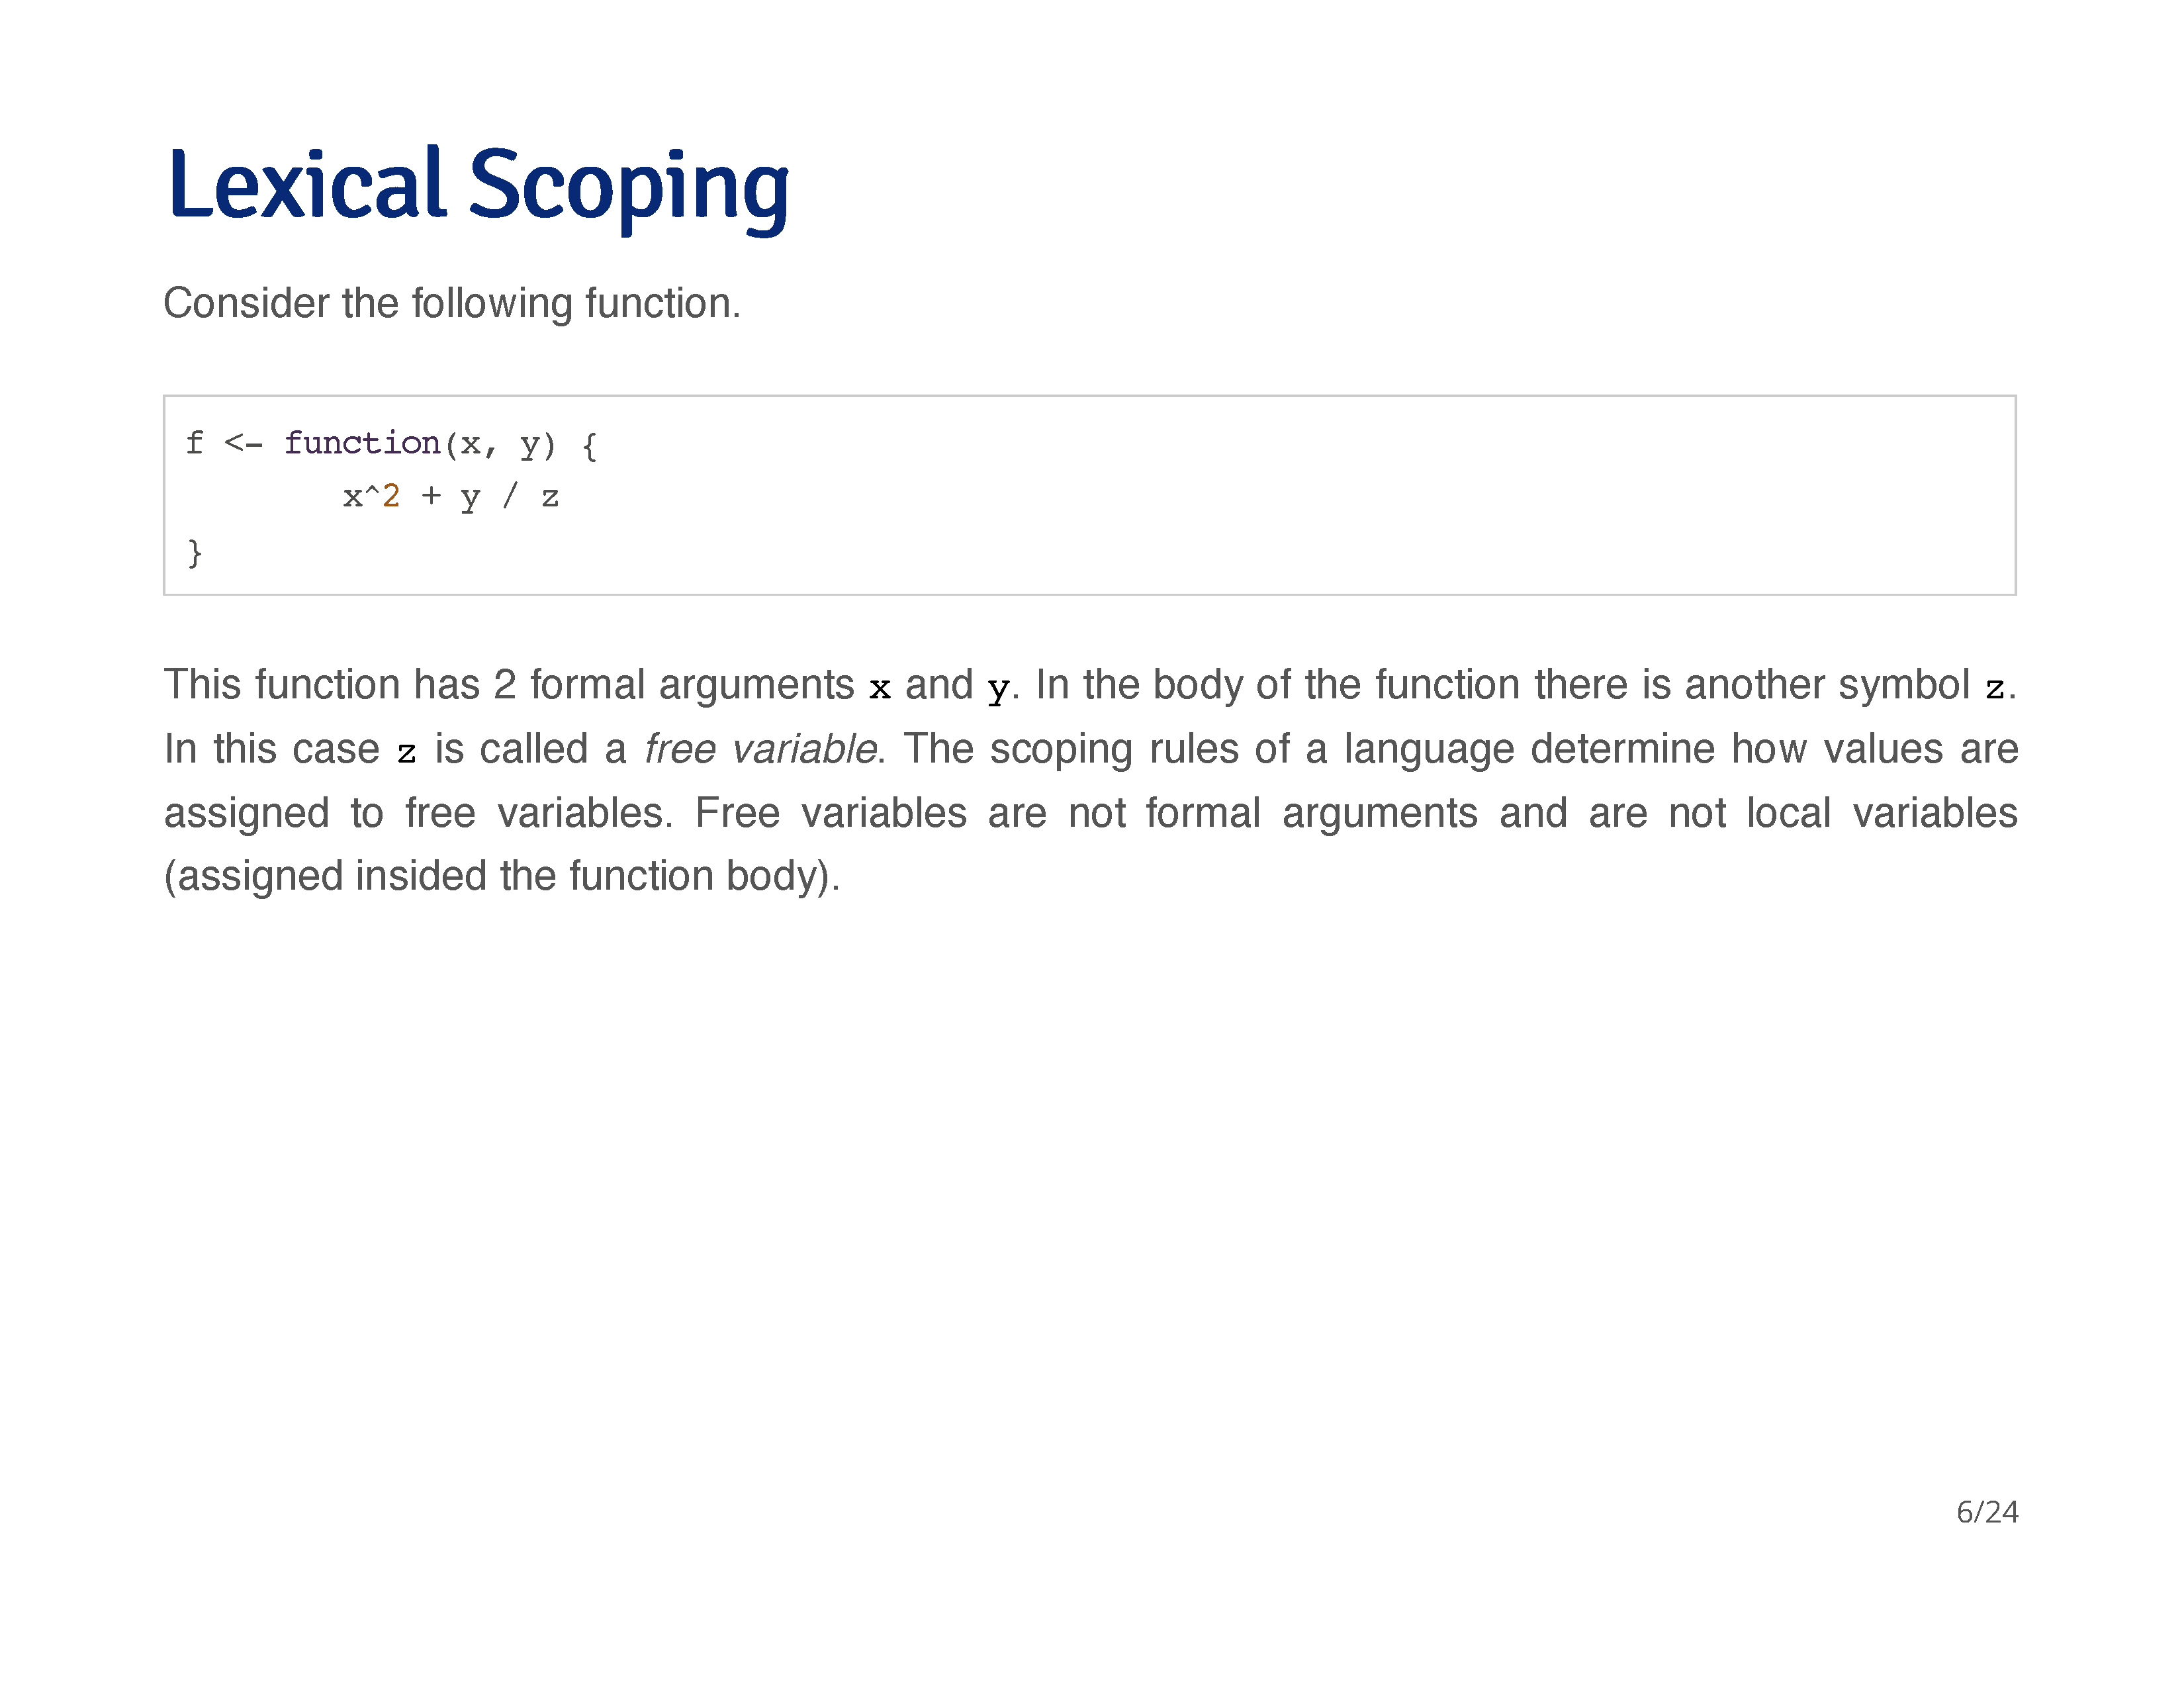 Lexical Scoping
Consider the following function.
f <- function(x, y) {
        x^2 + y / z
}
This function has 2 formal arguments x and y. In the body of the function there is another symbol z.
In this case z is called a free variable. The scoping rules of a language determine how values are
assigned to free variables. Free variables are not formal arguments and are not local variables
(assigned insided the function body).
6/24